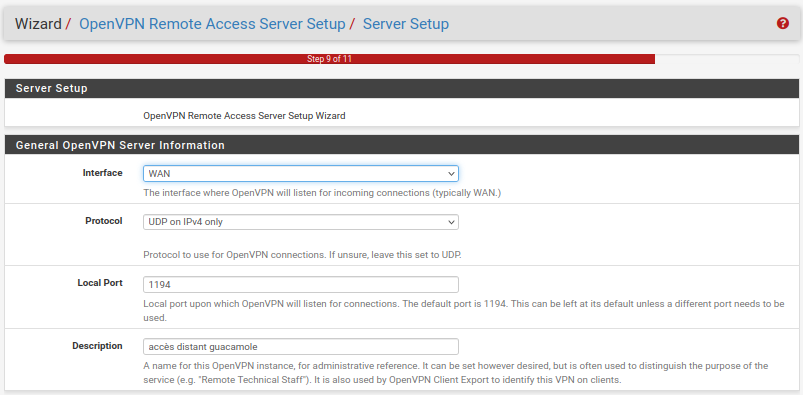 Wizard / OpenVPN Remote Access Server Setup / Server Setup
Step 9 of 11
Server Setup
OpenVPN Remote Access Server Setup Wizard
General OpenVPN Server Information
Interface
WAN
The interface where OpenVPN will listen for incoming connections (typically WAN.)
Protocol
UDP on IPv4 only
Protocol to use for OpenVPN connections. If unsure, leave this set to UDP.
Local Port
1194
Local port upon which OpenVPN will listen for connections. The default port is 1194. This can be left at its default unless a different port needs to be
used.
Description
accès distant guacamole
A name for this OpenVPN instance, for administrative reference. It can be set however desired, but is often used to distinguish the purpose of the
service (e.g. "Remote Technical Staff"). It is also used by OpenVPN Client Export to identify this VPN on clients.